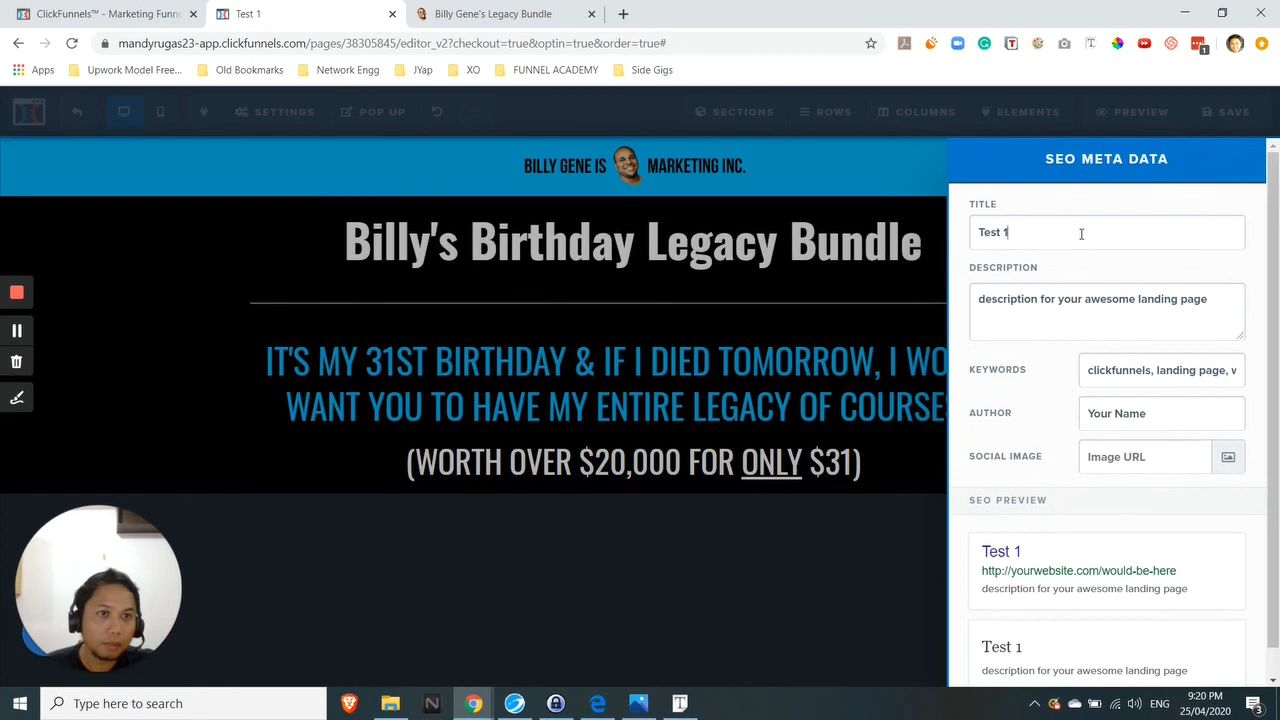 ClickFunnels™ - Marketing Funne
Test 1
Billy Gene's Legacy Bundle
mandyrugas23-app.clickfunnels.com/pages/38305845/editor_v2?checkout=true&optin=true&order=true#
1
Apps
Upwork Model Free...
Old Bookmarks
Network Engg
JYap
XO
FUNNEL ACADEMY
Side Gigs
SETTINGS
POP UP
SECTIONS
ROWS
COLUMNS
ELEMENTS
PREVIEW
SAVE
BILLY GENE IS MARKETING INC.
Billy's Birthday Legacy Bundle
IT'S MY 31ST BIRTHDAY & IF I DIED TOMORROW, I WO
WANT YOU TO HAVE MY ENTIRE LEGACY OF COURSE
(WORTH OVER $20,000 FOR ONLY $31)
SEO META DATA
TITLE
Test 1
DESCRIPTION
description for your awesome landing page
KEYWORDS
clickfunnels, landing page, w
AUTHOR
Your Name
SOCIAL IMAGE
Image URL
SEO PREVIEW
Test 1
http://yourwebsite.com/would-be-here
description for your awesome landing page
Test 1
description for your awesome landing page
Type here to search
ENG
9:20 PM
25/04/2020
3